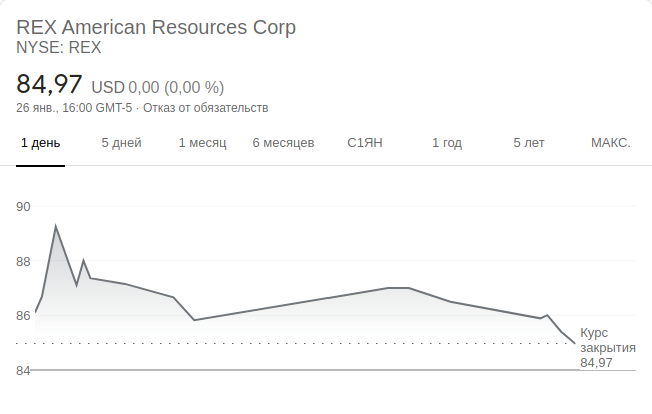 REX American Resources Corp
NYSE: REX
84,97 USD 0,00 (0,00 %)
26 янв., 16:00 GMT-5 · Отказ от обязательств
1 день 5 дней 1 месяц 6 месяцев С1ЯН 1 год 5 лет МАКС.
90
88
86
84
Курс
закрытия
84,97